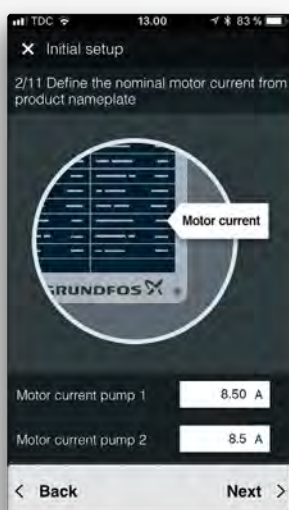 TDC 13.00 83 %
× Initial setup
2/11 Define the nominal motor current from
product nameplate
Motor current
GRUNDFOS
Motor current pump 1 8.50 A
Motor current pump 2 8.5 A
< Back Next >